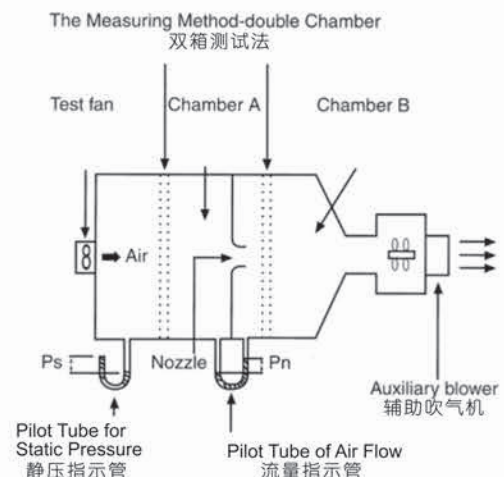 The Measuring Method-double Chamber
双箱测试法
Test fan
Chamber A
Chamber B
Air
Ps
Nozzle
Pn
Auxiliary blower
辅助吹气机
Pilot Tube for
Static Pressure
静压指示管
Pilot Tube of Air Flow
流量指示管